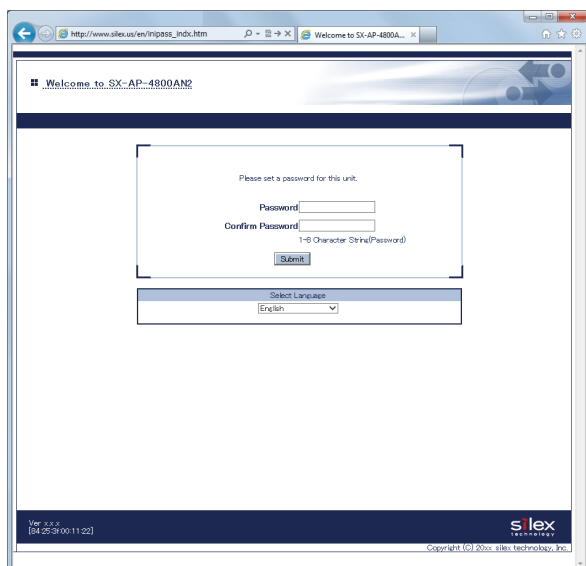 http://www.silex.us/en/inipass_indx.htm
Welcome to SX-AP-4800A...
Welcome to SX-AP-4800AN2
Please set a password for this unit.
Password
Confirm Password
1-8 Character String(Password)
Submit
Select Language
English
Ver x.x.x
[84:25:3f:00:11:22]
silex
technology
Copyright (C) 20xx silex technology, Inc.